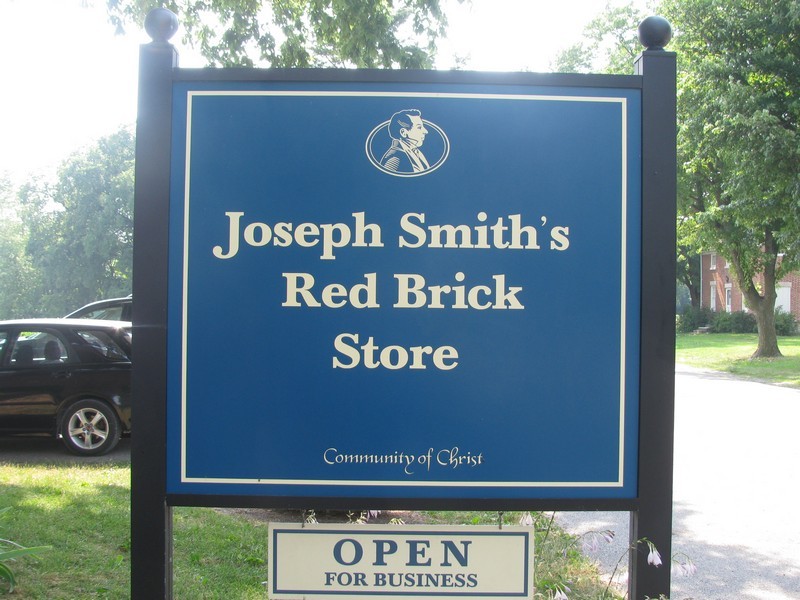 Joseph Smith's
Red Brick
Store
Community of Christ
OPEN
FOR BUSINESS